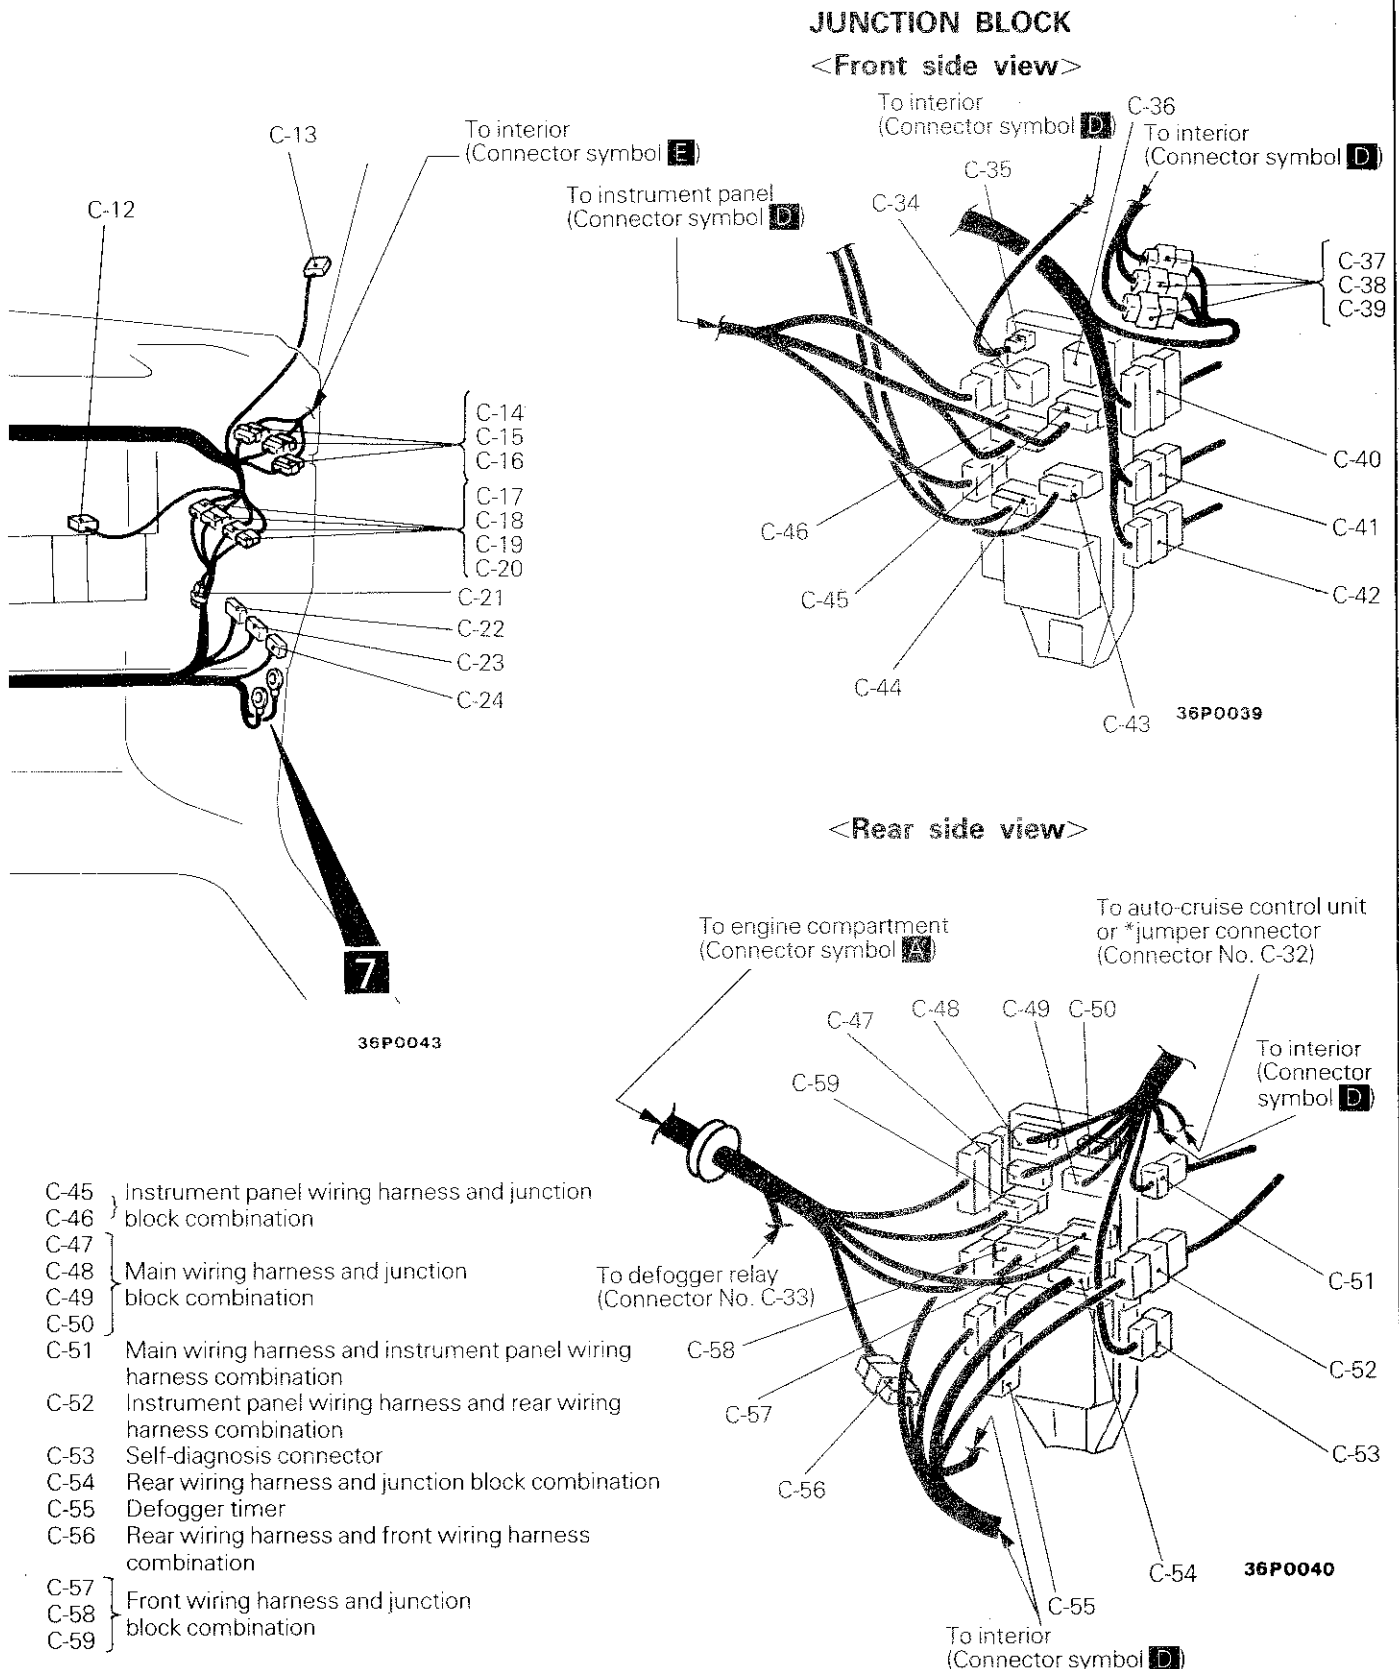 JUNCTION BLOCK
<Front side view>
To interior
(Connector symbol D)
C-36
To interior
(Connector symbol D)
C-13
To interior
(Connector symbol E)
C-35
To instrument panel
(Connector symbol D)
C-34
C-12
C-37
C-38
C-39
C-14
C-15
C-16
C-17
C-18
C-19
C-20
C-21
C-22
C-23
C-24
C-40
C-46
C-41
C-45
C-42
C-44
C-43
36P0039
7
36P0043
<Rear side view>
To engine compartment
(Connector symbol A)
To auto-cruise control unit
or *jumper connector
(Connector No. C-32)
C-47
C-48
C-49
C-50
To interior
(Connector
symbol D)
C-59
To defogger relay
(Connector No. C-33)
C-51
C-58
C-52
C-57
C-53
C-56
C-54
36P0040
C-55
To interior
(Connector symbol D)
C-45
C-46
Instrument panel wiring harness and junction
block combination
C-47
C-48
C-49
C-50
Main wiring harness and junction
block combination
C-51 Main wiring harness and instrument panel wiring
harness combination
C-52 Instrument panel wiring harness and rear wiring
harness combination
C-53 Self-diagnosis connector
C-54 Rear wiring harness and junction block combination
C-55 Defogger timer
C-56 Rear wiring harness and front wiring harness
combination
C-57
C-58
C-59
Front wiring harness and junction
block combination